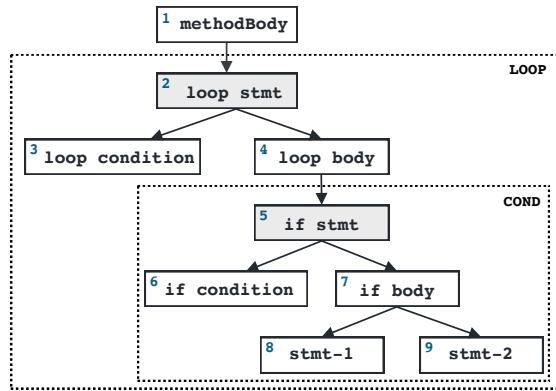 1 methodBody
LOOP
2 loop stmt
3 loop condition
4 loop body
COND
5 if stmt
6 if condition
7 if body
8 stmt-1
9 stmt-2